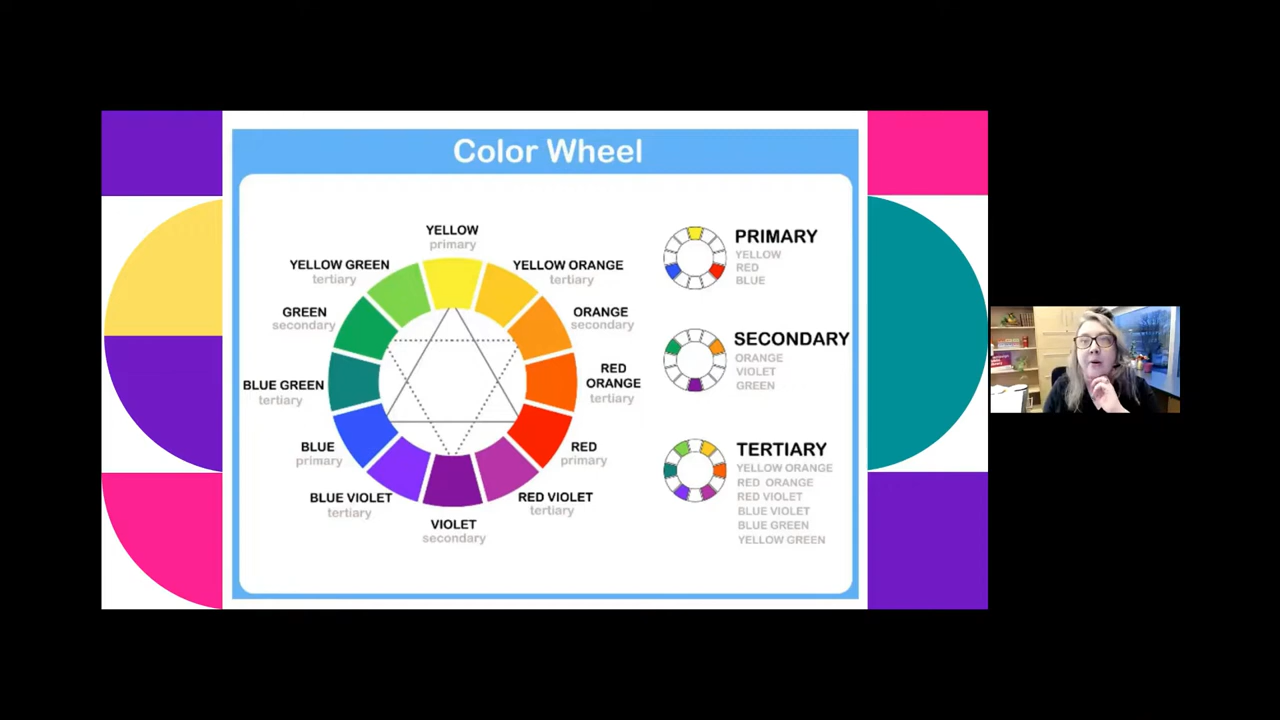 Color Wheel
YELLOW
primary
YELLOW GREEN
tertiary
YELLOW ORANGE
tertiary
GREEN
secondary
ORANGE
secondary
BLUE GREEN
tertiary
RED
ORANGE
tertiary
BLUE
primary
RED
primary
BLUE VIOLET
tertiary
RED VIOLET
tertiary
VIOLET
secondary
PRIMARY
YELLOW
RED
BLUE
SECONDARY
ORANGE
VIOLET
GREEN
TERTIARY
YELLOW ORANGE
RED ORANGE
RED VIOLET
BLUE VIOLET
BLUE GREEN
YELLOW GREEN